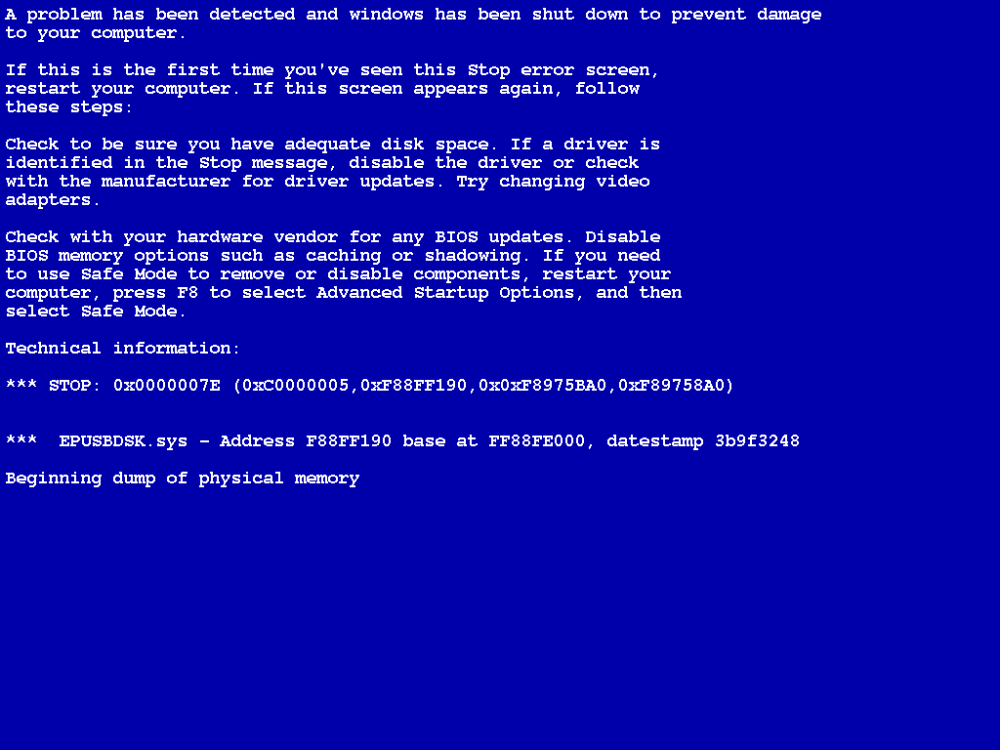 A problem has been detected and windows has been shut down to prevent damage
to your computer.
If this is the first time you've seen this Stop error screen,
restart your computer. If this screen appears again, follow
these steps:
Check to be sure you have adequate disk space. If a driver is
identified in the Stop message, disable the driver or check
with the manufacturer for driver updates. Try changing video
adapters.
Check with your hardware vendor for any BIOS updates. Disable
BIOS memory options such as caching or shadowing. If you need
to use Safe Mode to remove or disable components, restart your
computer, press F8 to select Advanced Startup Options, and then
select Safe Mode.
Technical information:
*** STOP: 0x0000007E (0xC0000005,0xF88FF190,0x0xF8975BA0,0xF89758A0)
***  EPUSBDSK.sys – Address F88FF190 base at FF88FE000, datestamp 3b9f3248
Beginning dump of physical memory